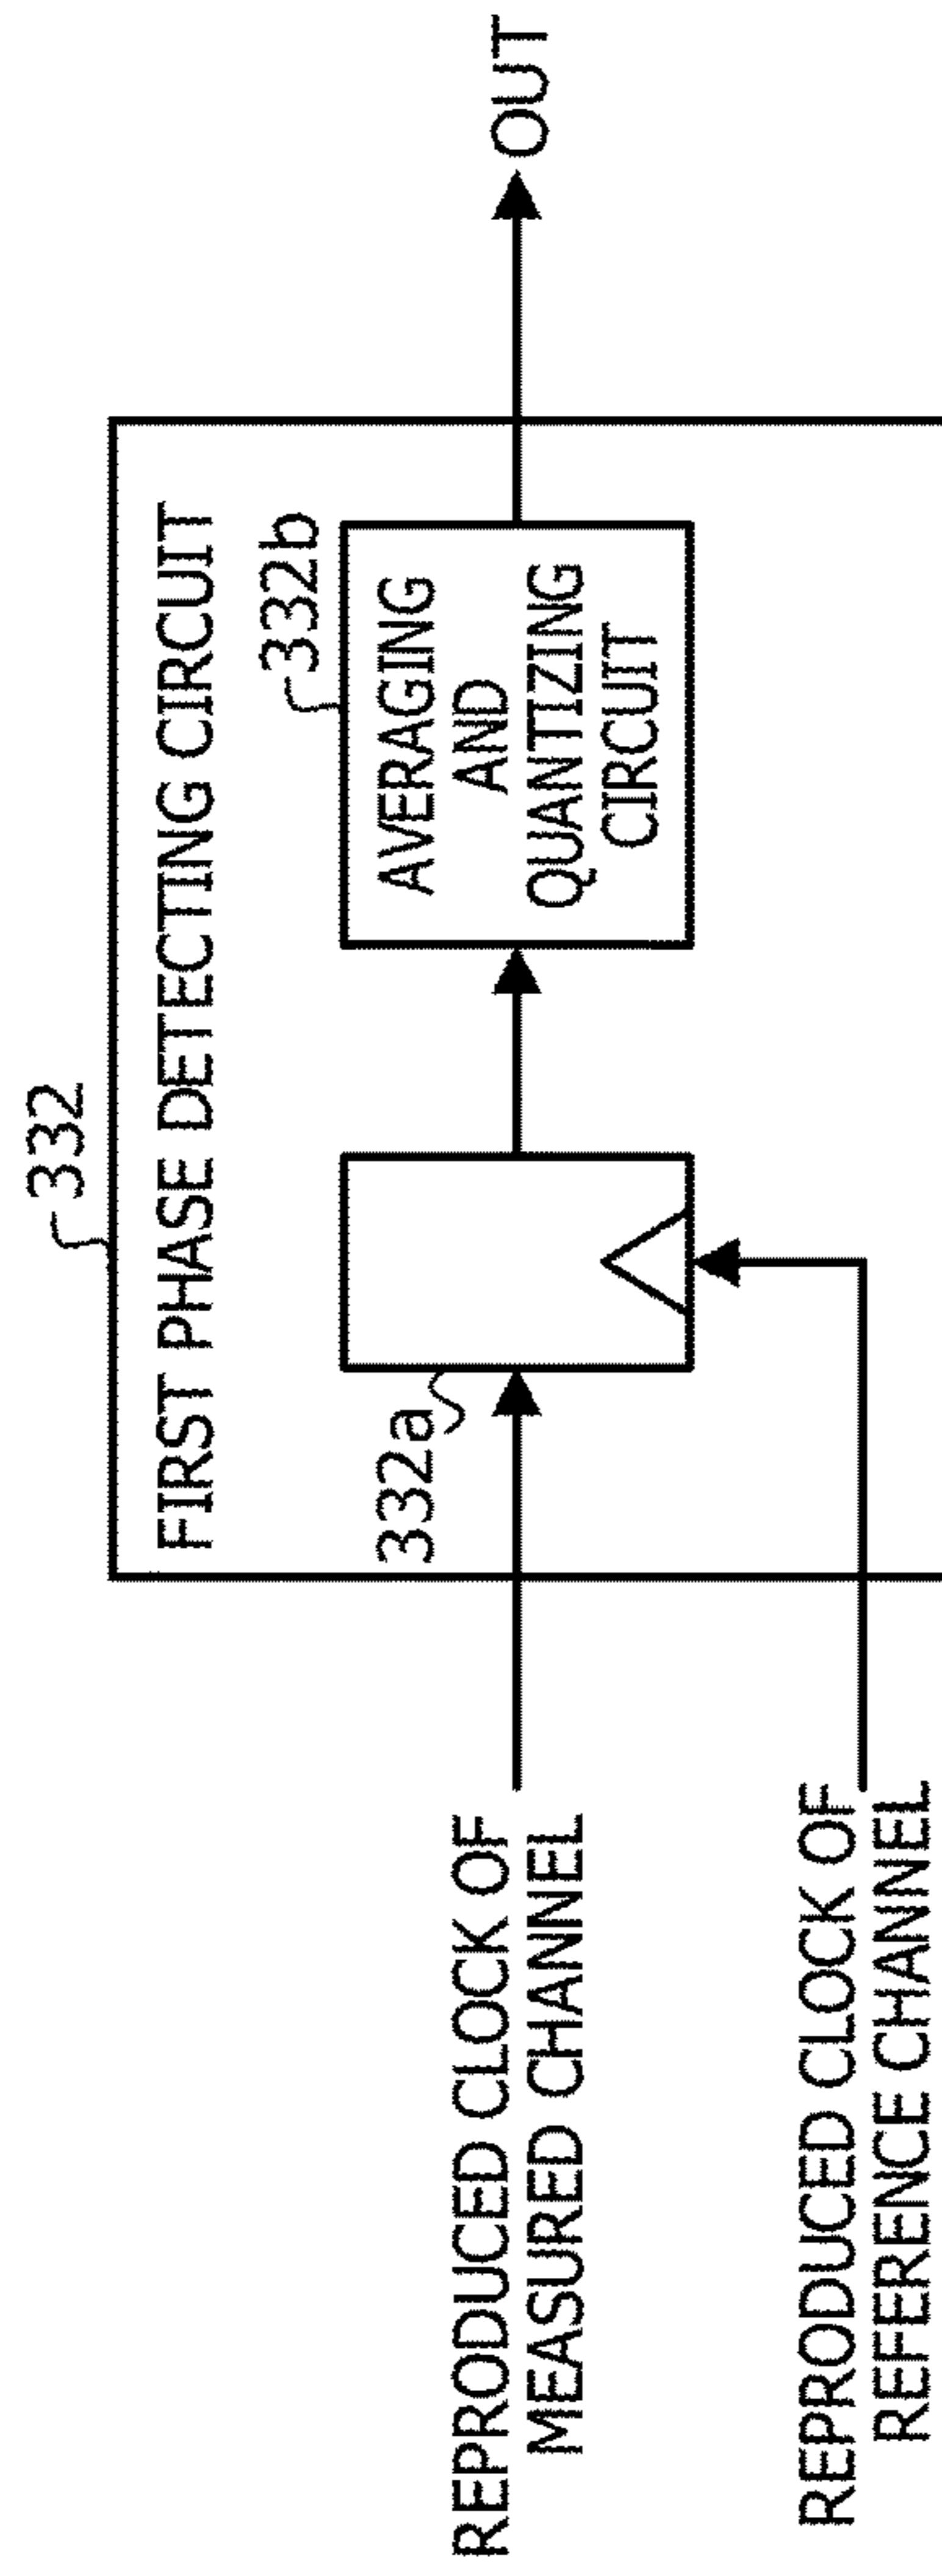 332
FIRST PHASE DETECTING CIRCUIT
332a
332b
AVERAGING
AND
QUANTIZING
CIRCUIT
REPRODUCED CLOCK OF
MEASURED CHANNEL
OUT
REPRODUCED CLOCK OF
REFERENCE CHANNEL